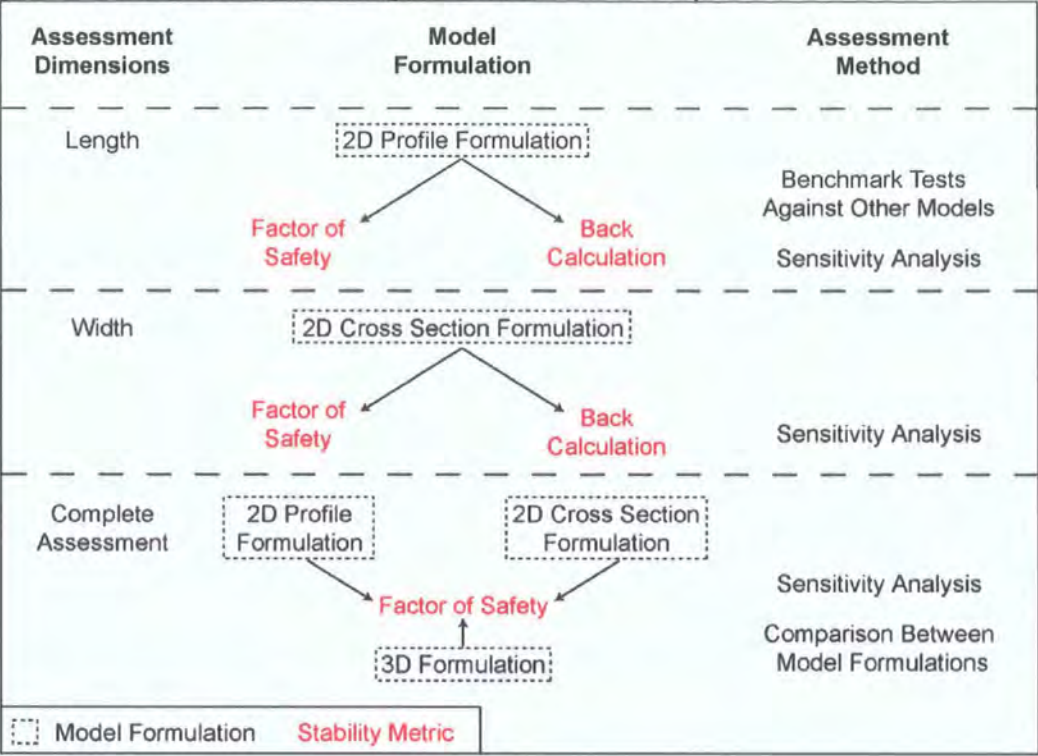 Assessment
Dimensions
Model
Formulation
Assessment
Method
Length
2D Profile Formulation
Factor of
Safety
Back
Calculation
Benchmark Tests
Against Other Models
Sensitivity Analysis
Width
2D Cross Section Formulation
Factor of
Safety
Back
Calculation
Sensitivity Analysis
Complete
Assessment
2D Profile
Formulation
2D Cross Section
Formulation
Factor of Safety
3D Formulation
Sensitivity Analysis
Comparison Between
Model Formulations
Model Formulation
Stability Metric